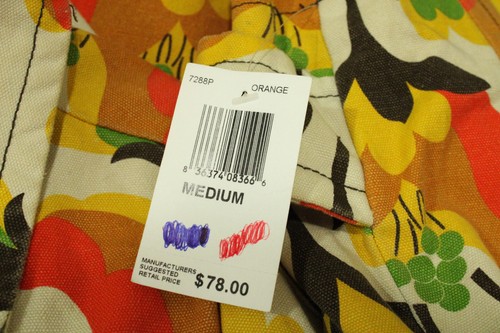 7288P ORANGE
8 36374 08366 6
MEDIUM
MANUFACTURERS
SUGGESTED
RETAIL PRICE $78.00